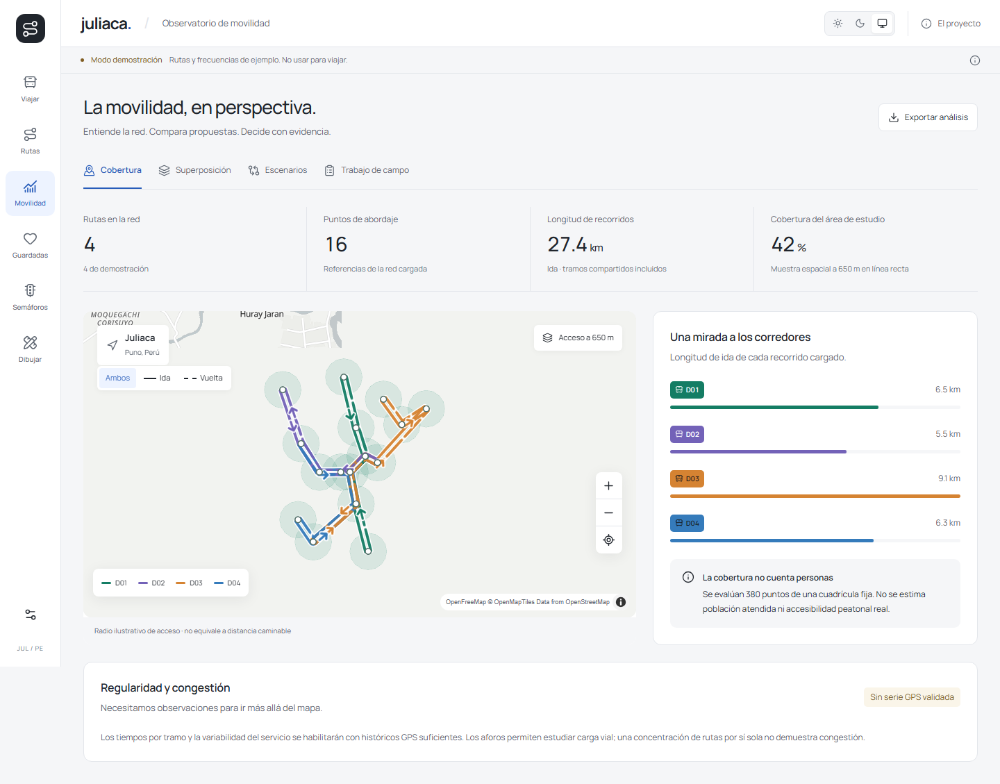 juliaca.
/
Observatorio de movilidad
El proyecto
Modo demostración
Rutas y frecuencias de ejemplo. No usar para viajar.
Viajar
Rutas
Movilidad
Guardadas
Semáforos
Dibujar
JUL / PE
La movilidad, en perspectiva.
Entiende la red. Compara propuestas. Decide con evidencia.
Exportar análisis
Cobertura
Superposición
Escenarios
Trabajo de campo
Rutas en la red
4
4 de demostración
Puntos de abordaje
16
Referencias de la red cargada
Longitud de recorridos
27.4 km
Ida · tramos compartidos incluidos
Cobertura del área de estudio
42 %
Muestra espacial a 650 m en línea recta
MOQUEGACHI
CORISUYO
Huray Jaran
Juliaca
Puno, Perú
Acceso a 650 m
Ambos
Ida
Vuelta
D01
D02
D03
D04
OpenFreeMap © OpenMapTiles Data from OpenStreetMap
Radio ilustrativo de acceso · no equivale a distancia caminable
Una mirada a los corredores
Longitud de ida de cada recorrido cargado.
D01
6.5 km
D02
5.5 km
D03
9.1 km
D04
6.3 km
La cobertura no cuenta personas
Se evalúan 380 puntos de una cuadrícula fija. No se estima
población atendida ni accesibilidad peatonal real.
Regularidad y congestión
Necesitamos observaciones para ir más allá del mapa.
Sin serie GPS validada
Los tiempos por tramo y la variabilidad del servicio se habilitarán con históricos GPS suficientes. Los aforos permiten estudiar carga vial; una concentración de rutas por sí sola no demuestra congestión.